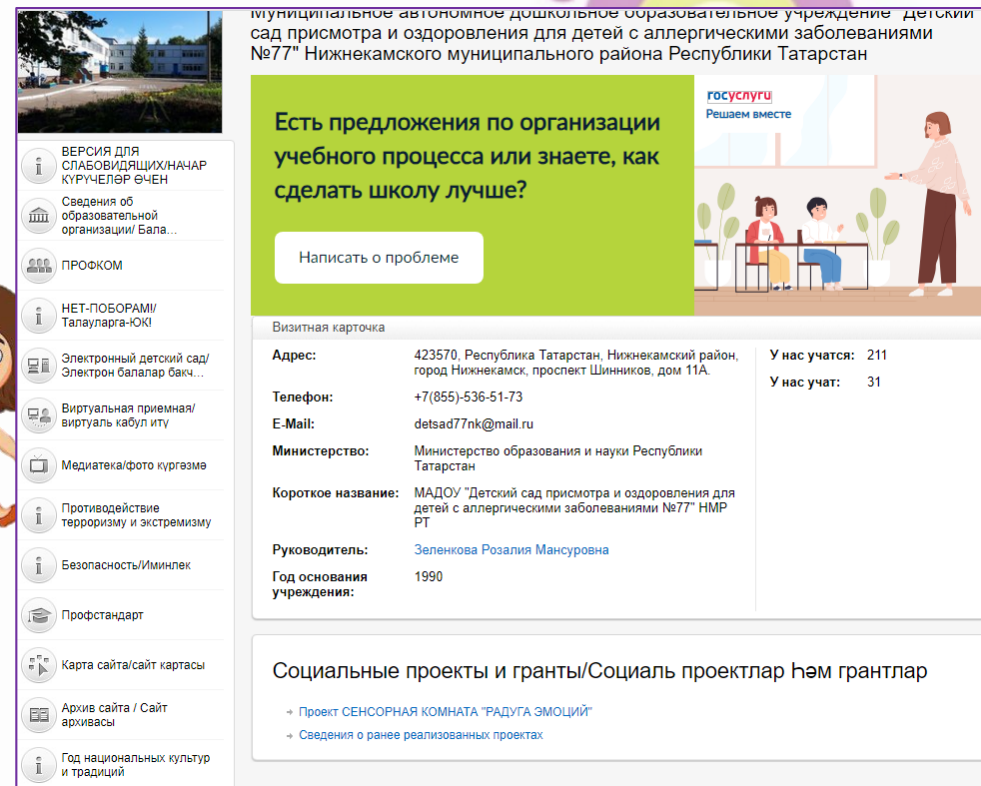 Муниципальное автономное дошкольное образовательное учреждение "Детский
сад присмотра и оздоровления для детей с аллергическими заболеваниями
№77" Нижнекамского муниципального района Республики Татарстан
Есть предложения по организации
учебного процесса или знаете, как
сделать школу лучше?
Написать о проблеме
госуслуги
Решаем вместе
ВЕРСИЯ ДЛЯ
СЛАБОВИДЯЩИХ/НАЧАР
КҮРҮЧЕЛӘР ӨЧЕН
Сведения об
образовательной
организации/ Бала...
ПРОФКОМ
НЕТ-ПОБОРАМ!/
Талауларга-ЮК!
Электронный детский сад/
Электрон балалар бакч...
Виртуальная приемная/
виртуаль кабул итү
Медиатека/фото күргәзмә
Противодействие
терроризму и экстремизму
Безопасность/Иминлек
Профстандарт
Карта сайта/сайт картасы
Архив сайта / Сайт
архивасы
Год национальных культур
и традиций
Визитная карточка
Адрес: 423570, Республика Татарстан, Нижнекамский район,
город Нижнекамск, проспект Шинников, дом 11А.
Телефон: +7(855)-536-51-73
E-Mail: detsad77nk@mail.ru
Министерство: Министерство образования и науки Республики
Татарстан
Короткое название: МАДОУ "Детский сад присмотра и оздоровления для
детей с аллергическими заболеваниями №77" НМР
РТ
Руководитель: Зеленкова Розалия Мансуровна
Год основания 1990
учреждения:
У нас учатся: 211
У нас учат: 31
Социальные проекты и гранты/Социаль проектлар һәм грантлар
Проект СЕНСОРНАЯ КОМНАТА "РАДУГА ЭМОЦИЙ"
Сведения о ранее реализованных проектах